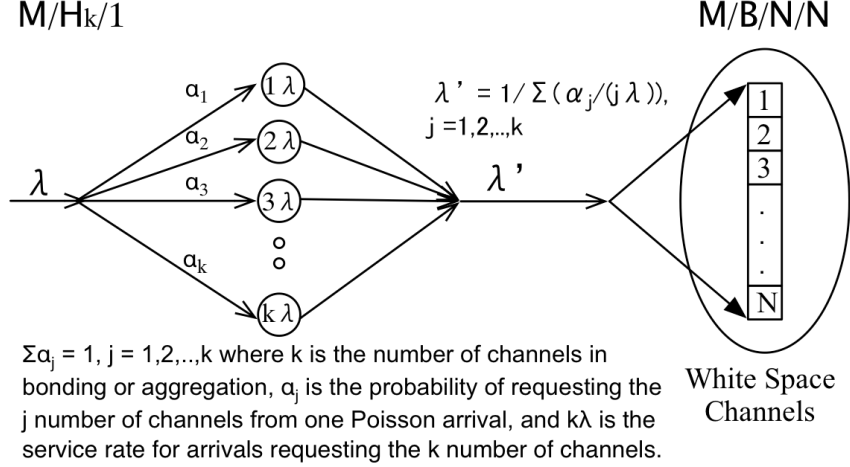 M/Hk/1
M/B/N/N
α1
1 λ
λ' = 1/ Σ (αj/(j λ)),
j =1,2,..,k
1
α2
2 λ
2
λ
α3
3 λ
λ'
3
.
.
.
αk
k λ
N
Σαj = 1, j = 1,2,..,k where k is the number of channels in
bonding or aggregation, αj is the probability of requesting the
j number of channels from one Poisson arrival, and kλ is the
service rate for arrivals requesting the k number of channels.
White Space
Channels